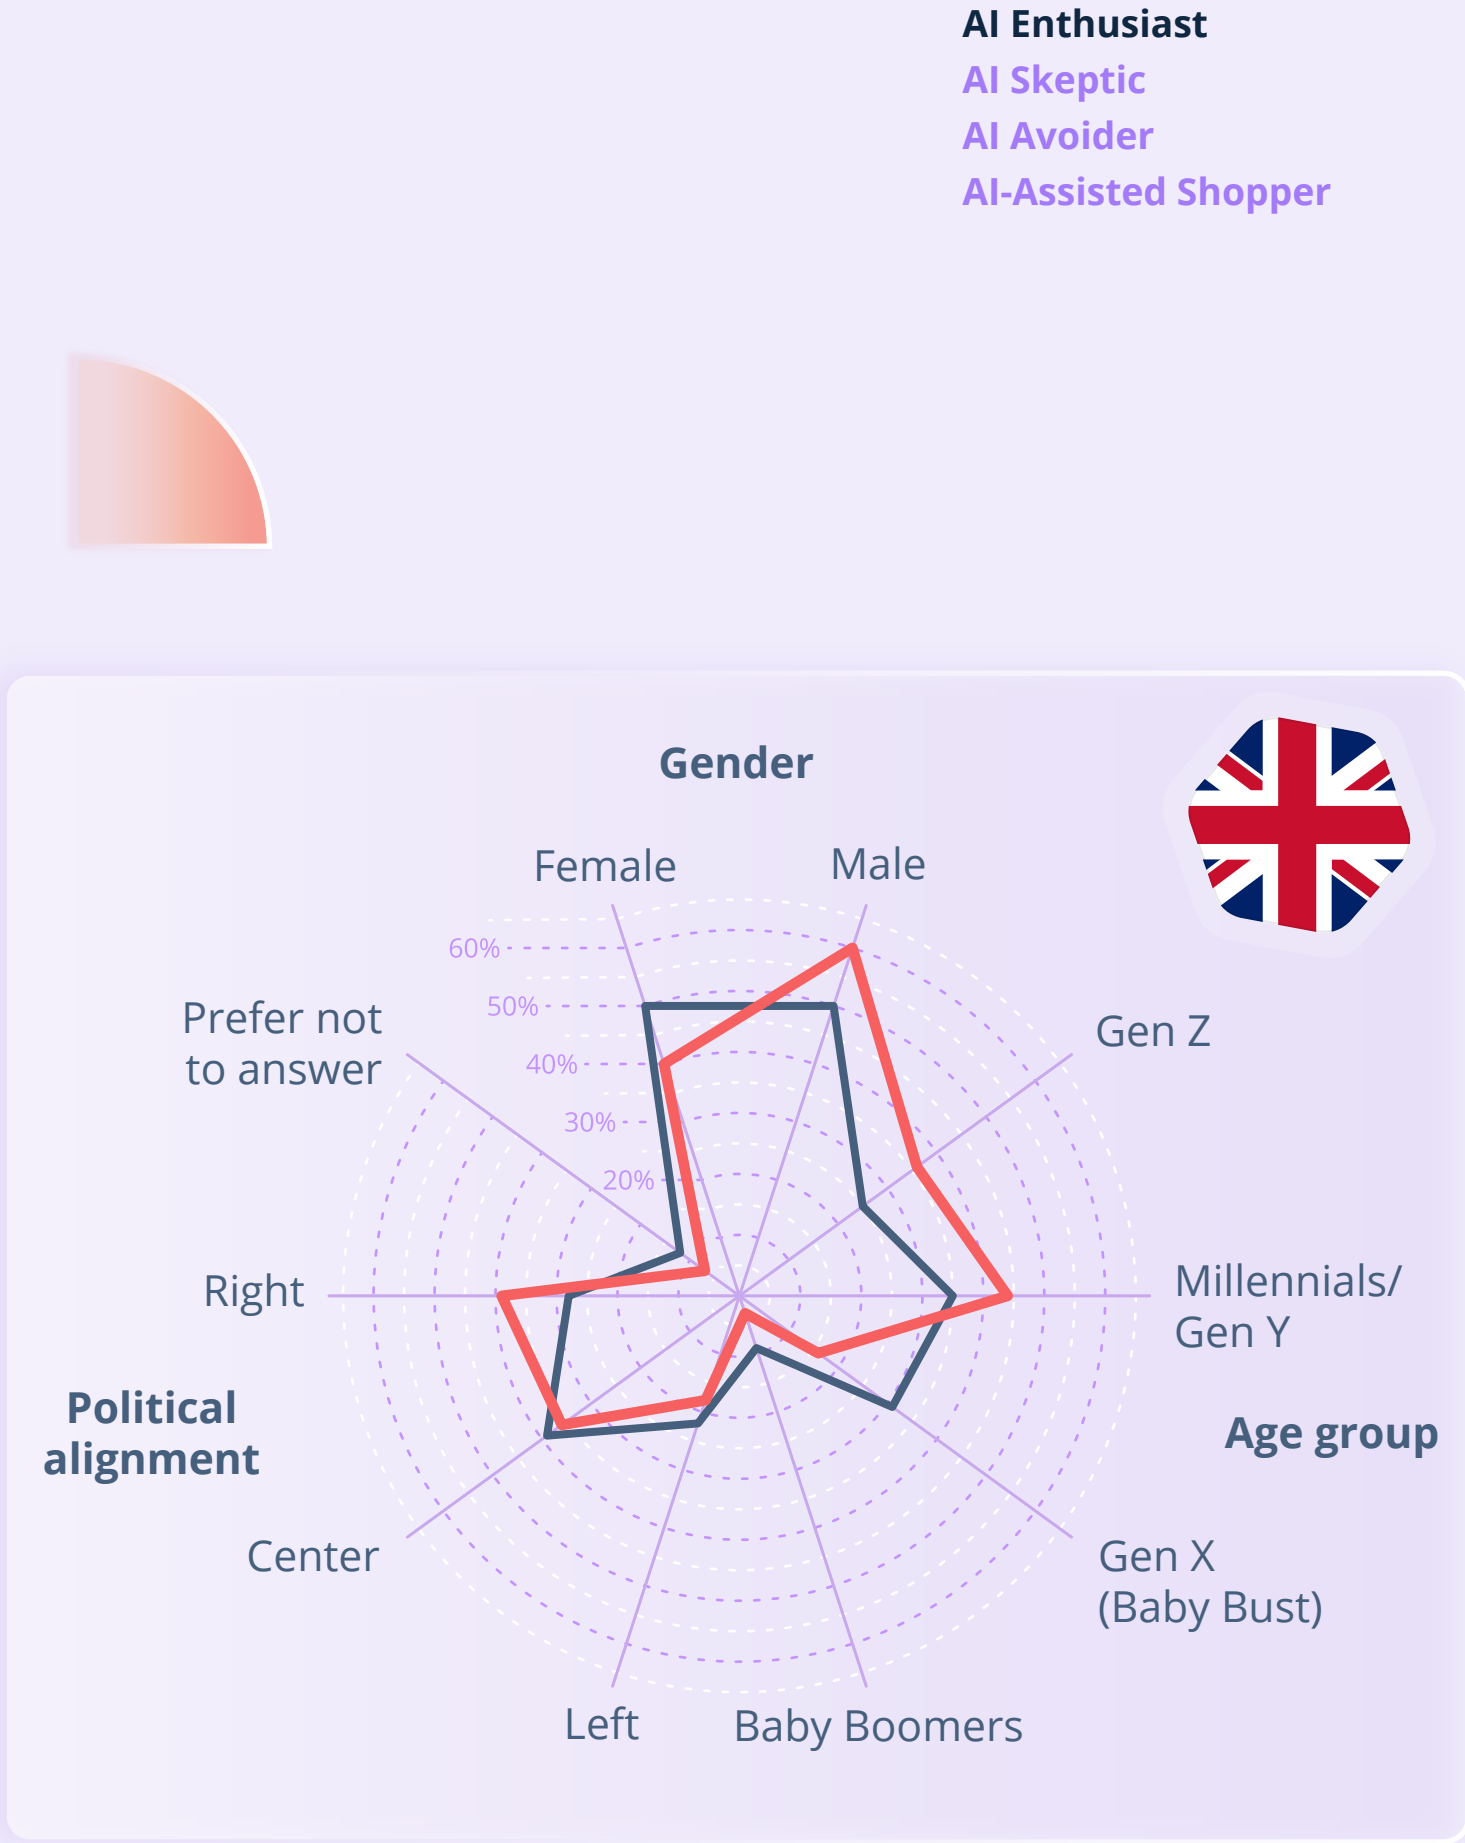 AI Enthusiast
AI Skeptic
AI Avoider
AI-Assisted Shopper
Gender
Female
Male
60%
50%
40%
30%
20%
Prefer not
to answer
Gen Z
Right
Millennials/
Gen Y
Political
alignment
Age group
Center
Gen X
(Baby Bust)
Left
Baby Boomers